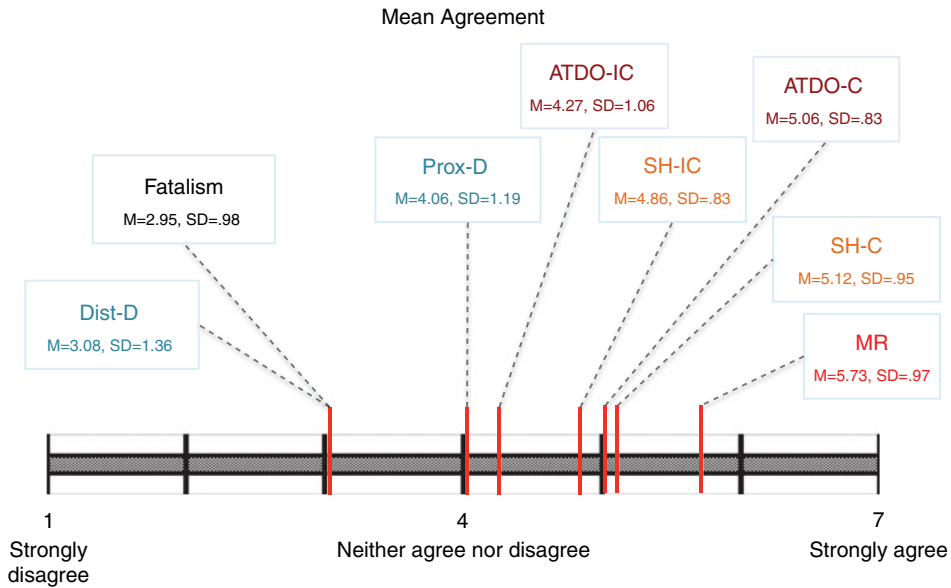 Mean Agreement
ATDO-IC
M=4.27, SD=1.06
ATDO-C
M=5.06, SD=.83
Prox-D
M=4.06, SD=1.19
SH-IC
M=4.86, SD=.83
Fatalism
M=2.95, SD=.98
SH-C
M=5.12, SD=.95
Dist-D
M=3.08, SD=1.36
MR
M=5.73, SD=.97
1
4
7
Strongly
disagree
Neither agree nor disagree
Strongly agree